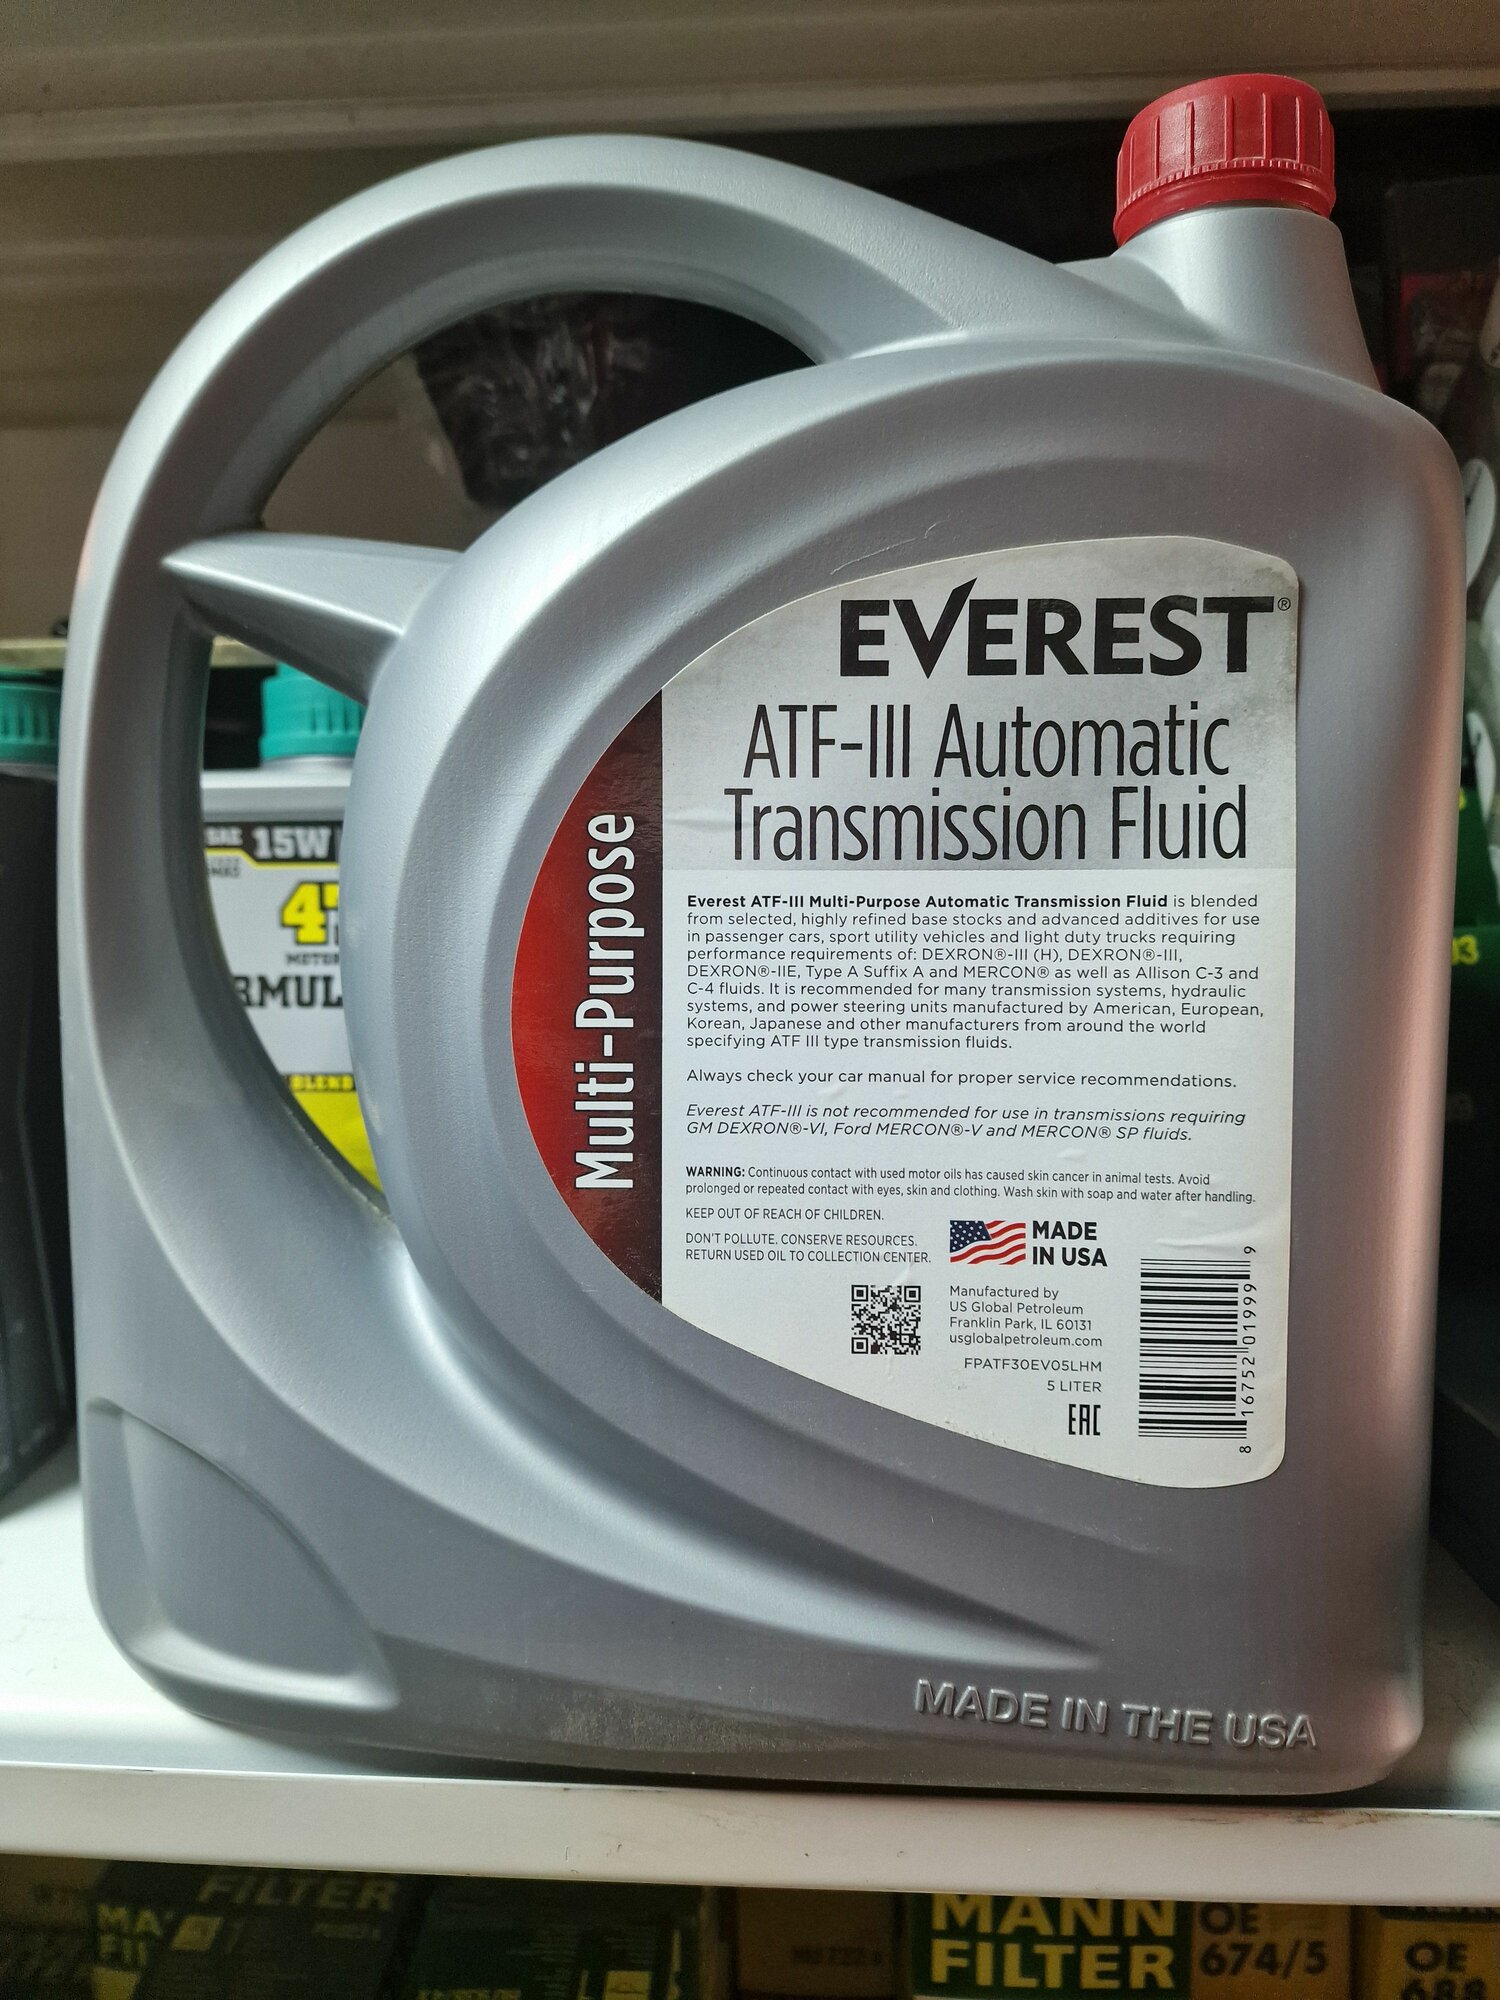 EVEREST®
ATF-III Automatic
Transmission Fluid
Multi-Purpose
Everest ATF-III Multi-Purpose Automatic Transmission Fluid is blended
from selected, highly refined base stocks and advanced additives for use
in passenger cars, sport utility vehicles and light duty trucks requiring
performance requirements of: DEXRON®-III (H), DEXRON®-III,
DEXRON®-IIE, Type A Suffix A and MERCON® as well as Allison C-3 and
C-4 fluids. It is recommended for many transmission systems, hydraulic
systems, and power steering units manufactured by American, European,
Korean, Japanese and other manufacturers from around the world
specifying ATF III type transmission fluids.
Always check your car manual for proper service recommendations.
Everest ATF-III is not recommended for use in transmissions requiring
GM DEXRON®-VI, Ford MERCON®-V and MERCON® SP fluids.
WARNING: Continuous contact with used motor oils has caused skin cancer in animal tests. Avoid
prolonged or repeated contact with eyes, skin and clothing. Wash skin with soap and water after handling.
KEEP OUT OF REACH OF CHILDREN.
DON'T POLLUTE. CONSERVE RESOURCES.
RETURN USED OIL TO COLLECTION CENTER.
MADE
IN USA
Manufactured by
US Global Petroleum
Franklin Park, IL 60131
usglobalpetroleum.com
FPATF30EV05LHM
5 LITER
EAC
8 16752 01999 9
MADE IN THE USA
SAE 15W
4T
MOTOR
RMUL
BLEND
FILTER
MANN
FILTER
OE
674/5
OE
688